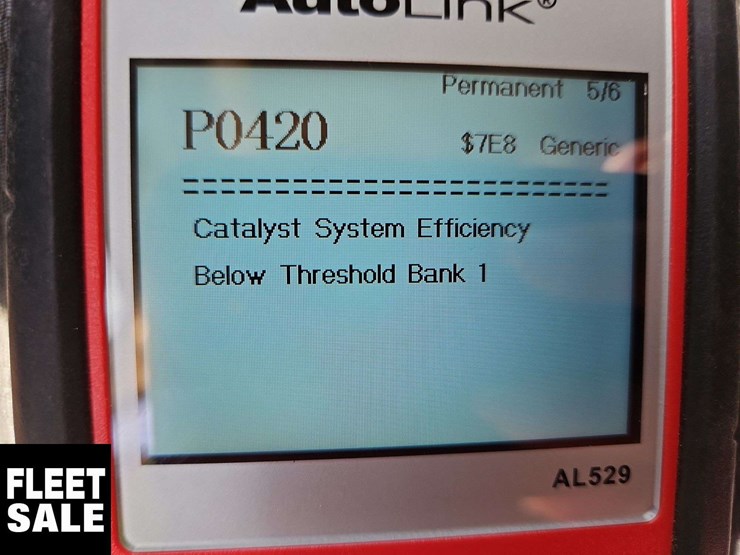 AutoLink®
Permanent 5/6
P0420
$7E8 Generic
==============================
Catalyst System Efficiency
Below Threshold Bank 1
AL529
FLEET
SALE